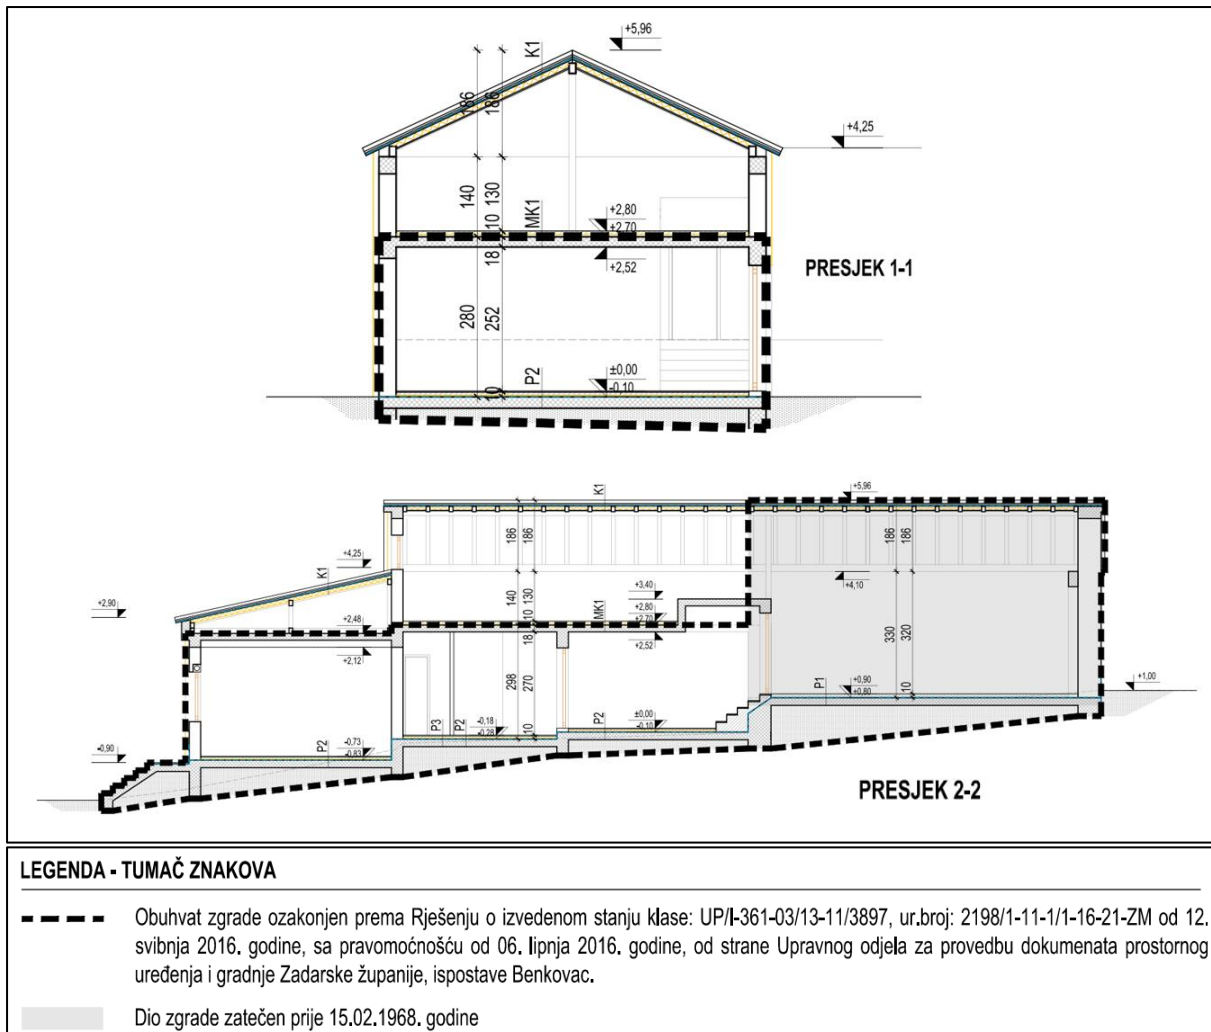 +5,96
K1
186 186
+4,25
140 130
MK1
+2,80
10
+2,70
18
+2,52
PRESJEK 1-1
280 252
P2
±0,00
10
-0,10
K1
+5,96
186 186 186 186
+4,25
K1
+4,10
+3,40
+2,90
140 130
MK1
+2,80
+2,48
10
+2,70
18
+2,52
+2,12
330 320
298 270
P1
+0,90
10
+0,80
+1,00
P3 P2
-0,18
-0,28
10
P2
±0,00
-0,10
-0,90
P2
-0,73
-0,83
PRESJEK 2-2
LEGENDA - TUMAČ ZNAKOVA
Obuhvat zgrade ozakonjen prema Rješenju o izvedenom stanju klase: UP/I-361-03/13-11/3897, ur.broj: 2198/1-11-1/1-16-21-ZM od 12.
svibnja 2016. godine, sa pravomoćnošću od 06. lipnja 2016. godine, od strane Upravnog odjela za provedbu dokumenata prostornog
uređenja i gradnje Zadarske županije, ispostave Benkovac.
Dio zgrade zatečen prije 15.02.1968. godine